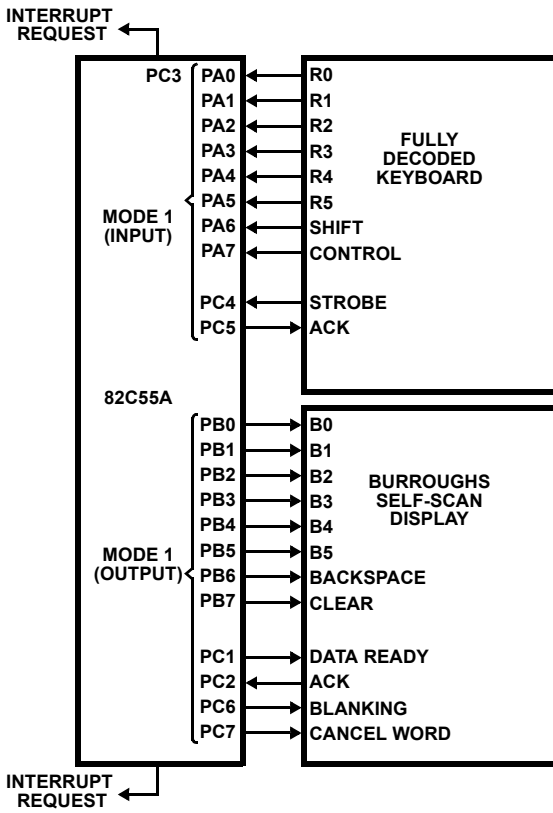 INTERRUPT
REQUEST
PC3 PA0 R0
PA1 R1
PA2 R2
PA3 R3
PA4 R4
PA5 R5
PA6 SHIFT
PA7 CONTROL
MODE 1
(INPUT)
FULLY
DECODED
KEYBOARD
PC4 STROBE
PC5 ACK
82C55A
PB0 B0
PB1 B1
PB2 B2
PB3 B3
PB4 B4
PB5 B5
PB6 BACKSPACE
PB7 CLEAR
MODE 1
(OUTPUT)
BURROUGHS
SELF-SCAN
DISPLAY
PC1 DATA READY
PC2 ACK
PC6 BLANKING
PC7 CANCEL WORD
INTERRUPT
REQUEST